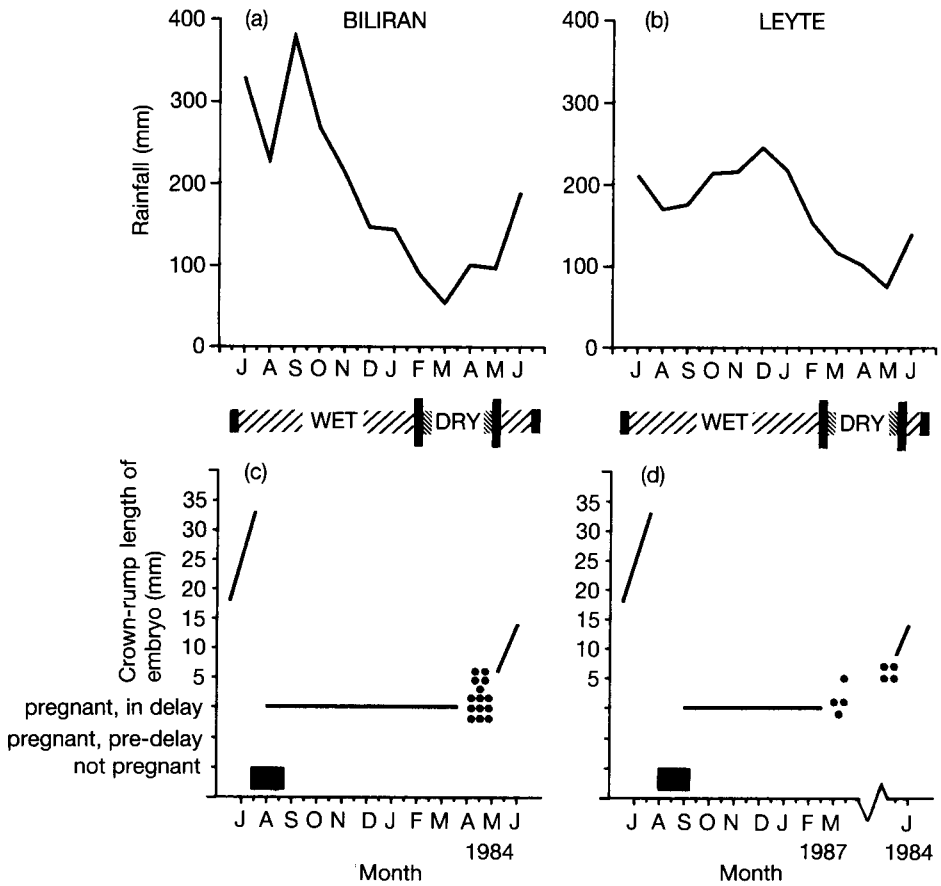 (a) BILIRAN
400
300
200
100
0
Rainfall (mm)
J A S O N D J F M A M J
(b) LEYTE
400
300
200
100
0
J A S O N D J F M A M J
WET DRY
WET DRY
(c)
35
30
25
20
15
10
5
Crown-rump length of
embryo (mm)
pregnant, in delay
pregnant, pre-delay
not pregnant
J A S O N D J F M A M J
1984
Month
(d)
35
30
25
20
15
10
5
J A S O N D J F M J
1987 1984
Month